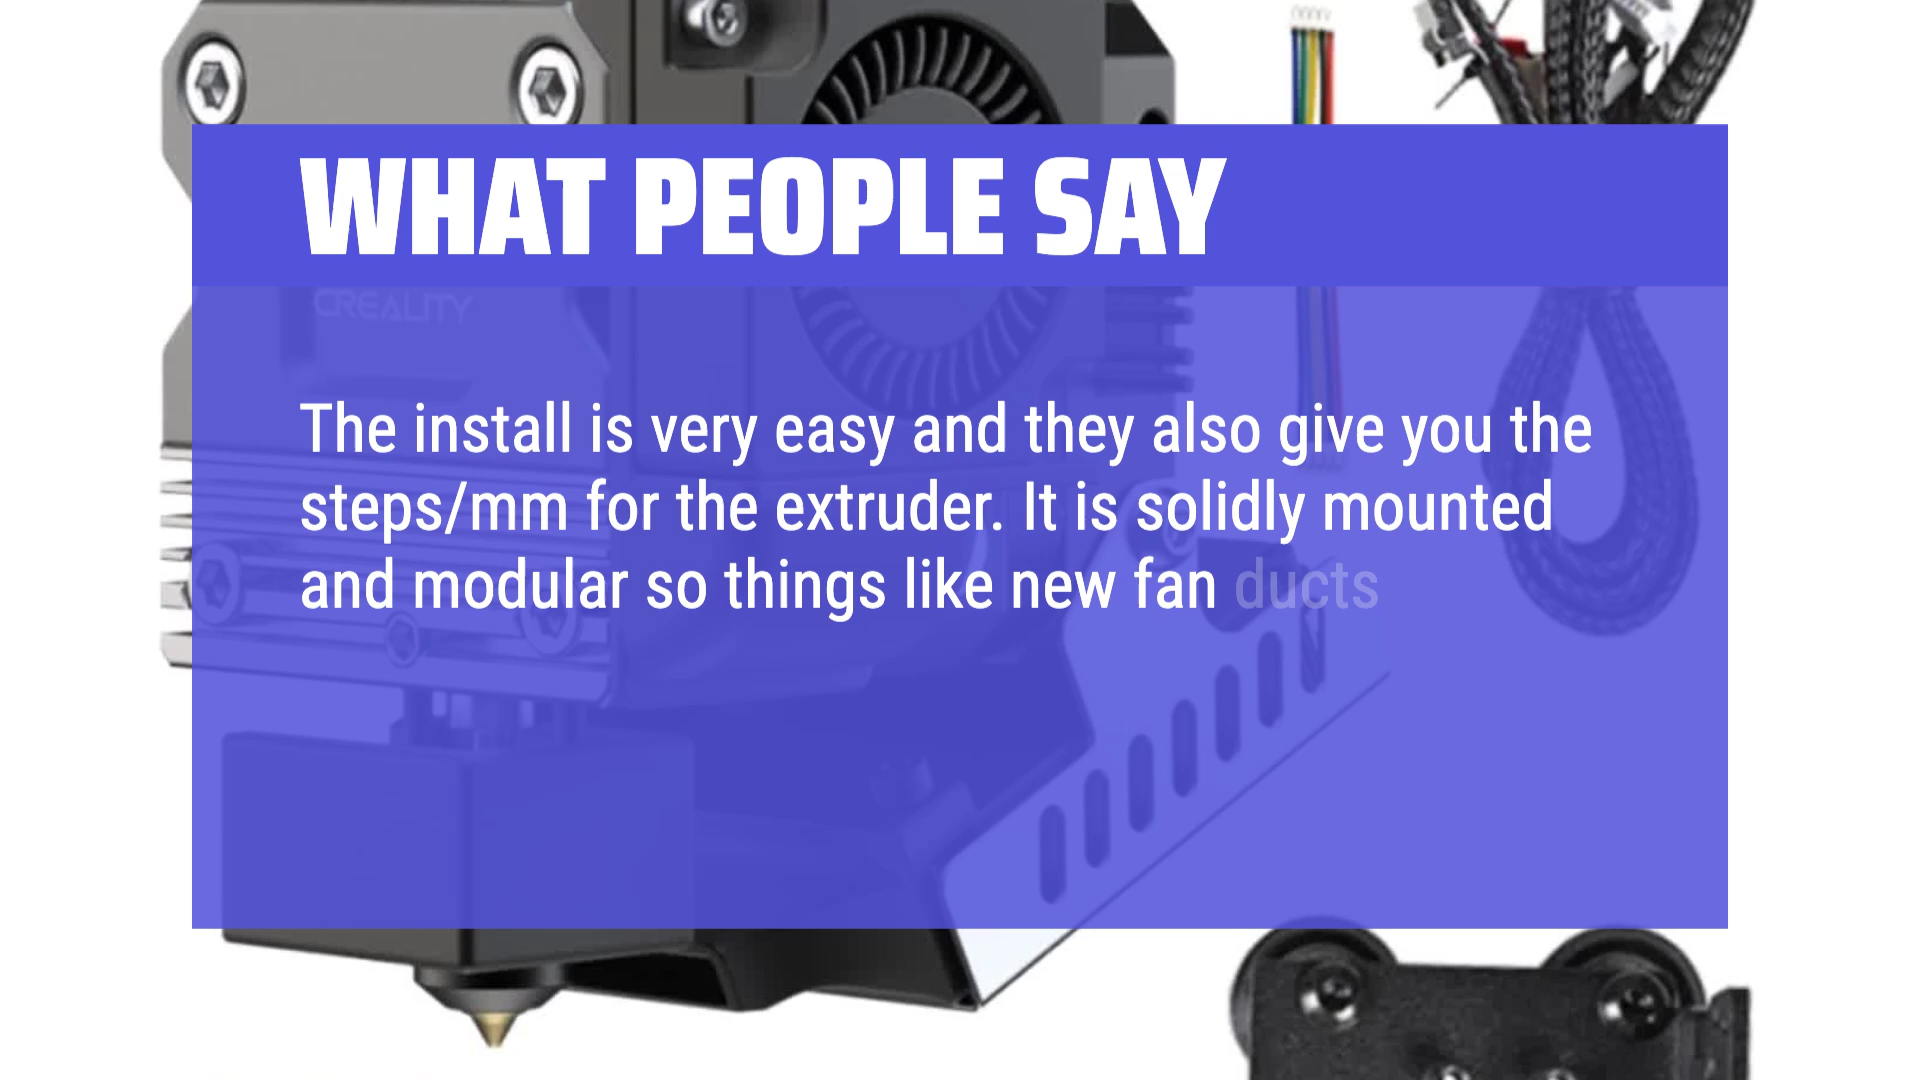 WHAT PEOPLE SAY
CREALITY
The install is very easy and they also give you the
steps/mm for the extruder. It is solidly mounted
and modular so things like new fan ducts